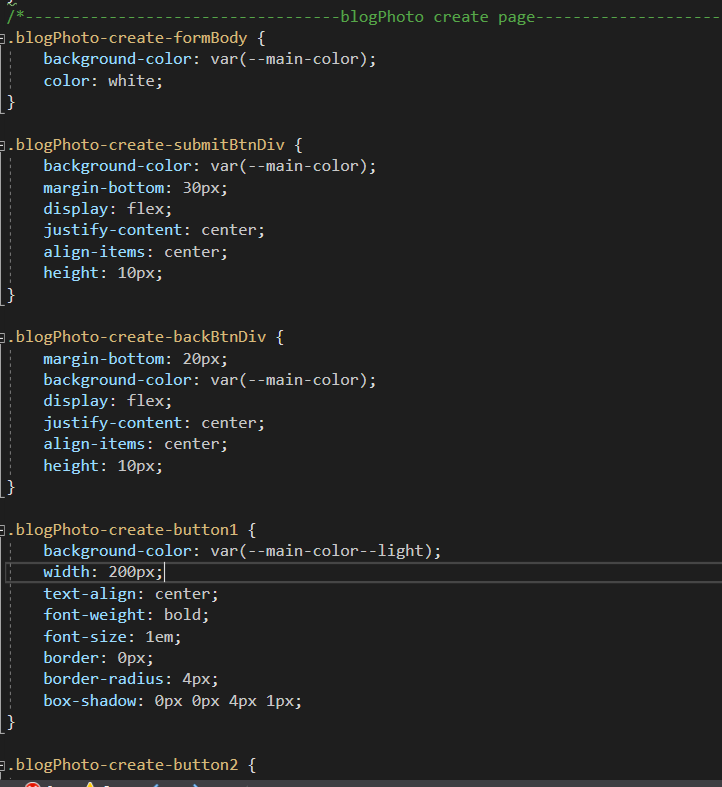 /*----------------------------------blogPhoto create page--------------------
.blogPhoto-create-formBody {
    background-color: var(--main-color);
    color: white;
}
.blogPhoto-create-submitBtnDiv {
    background-color: var(--main-color);
    margin-bottom: 30px;
    display: flex;
    justify-content: center;
    align-items: center;
    height: 10px;
}
.blogPhoto-create-backBtnDiv {
    margin-bottom: 20px;
    background-color: var(--main-color);
    display: flex;
    justify-content: center;
    align-items: center;
    height: 10px;
}
.blogPhoto-create-button1 {
    background-color: var(--main-color--light);
    width: 200px;
    text-align: center;
    font-weight: bold;
    font-size: 1em;
    border: 0px;
    border-radius: 4px;
    box-shadow: 0px 0px 4px 1px;
}
.blogPhoto-create-button2 {